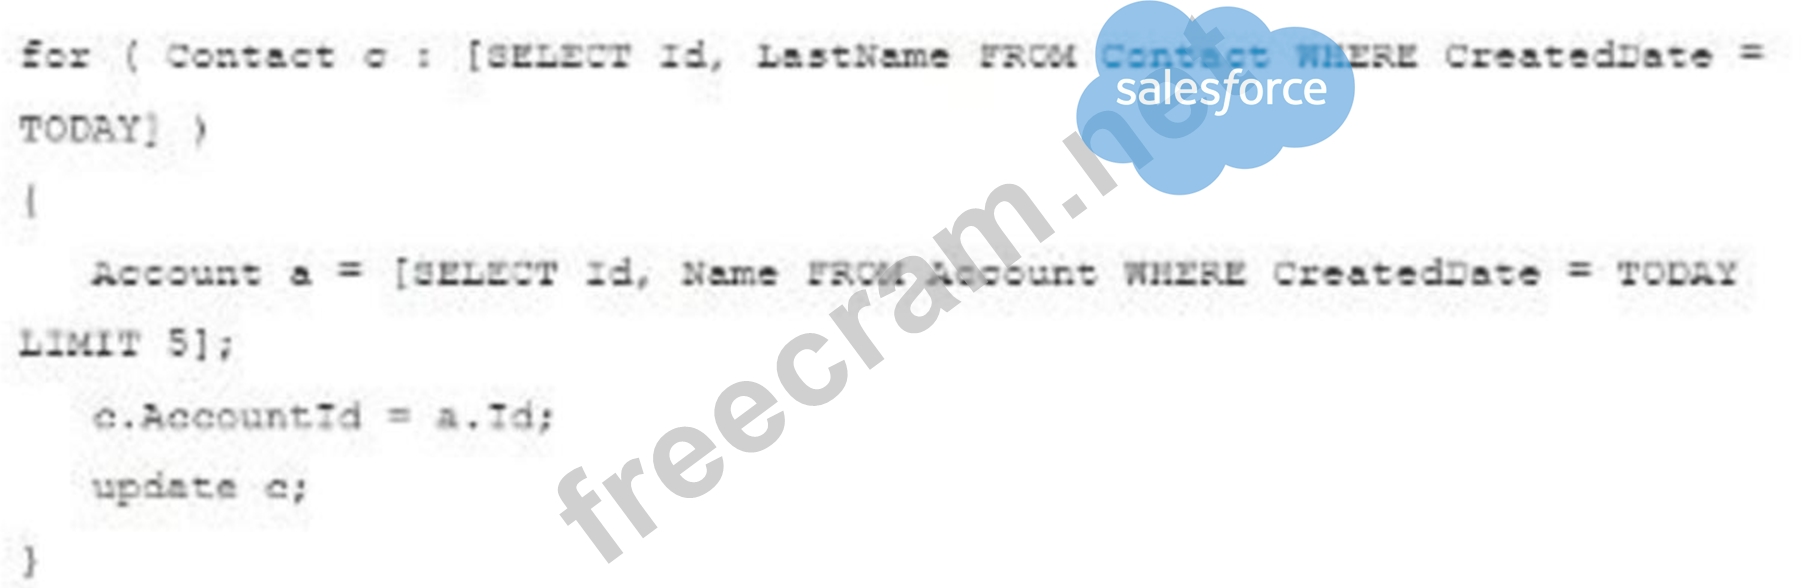 for ( Contact c : [SELECT Id, LastName FROM Contact WHERE CreatedDate =
TODAY] )
{
Account a = [SELECT Id, Name FROM Account WHERE CreatedDate = TODAY
LIMIT 5];
c.AccountId = a.Id;
update c;
}
salesforce
freecram.net